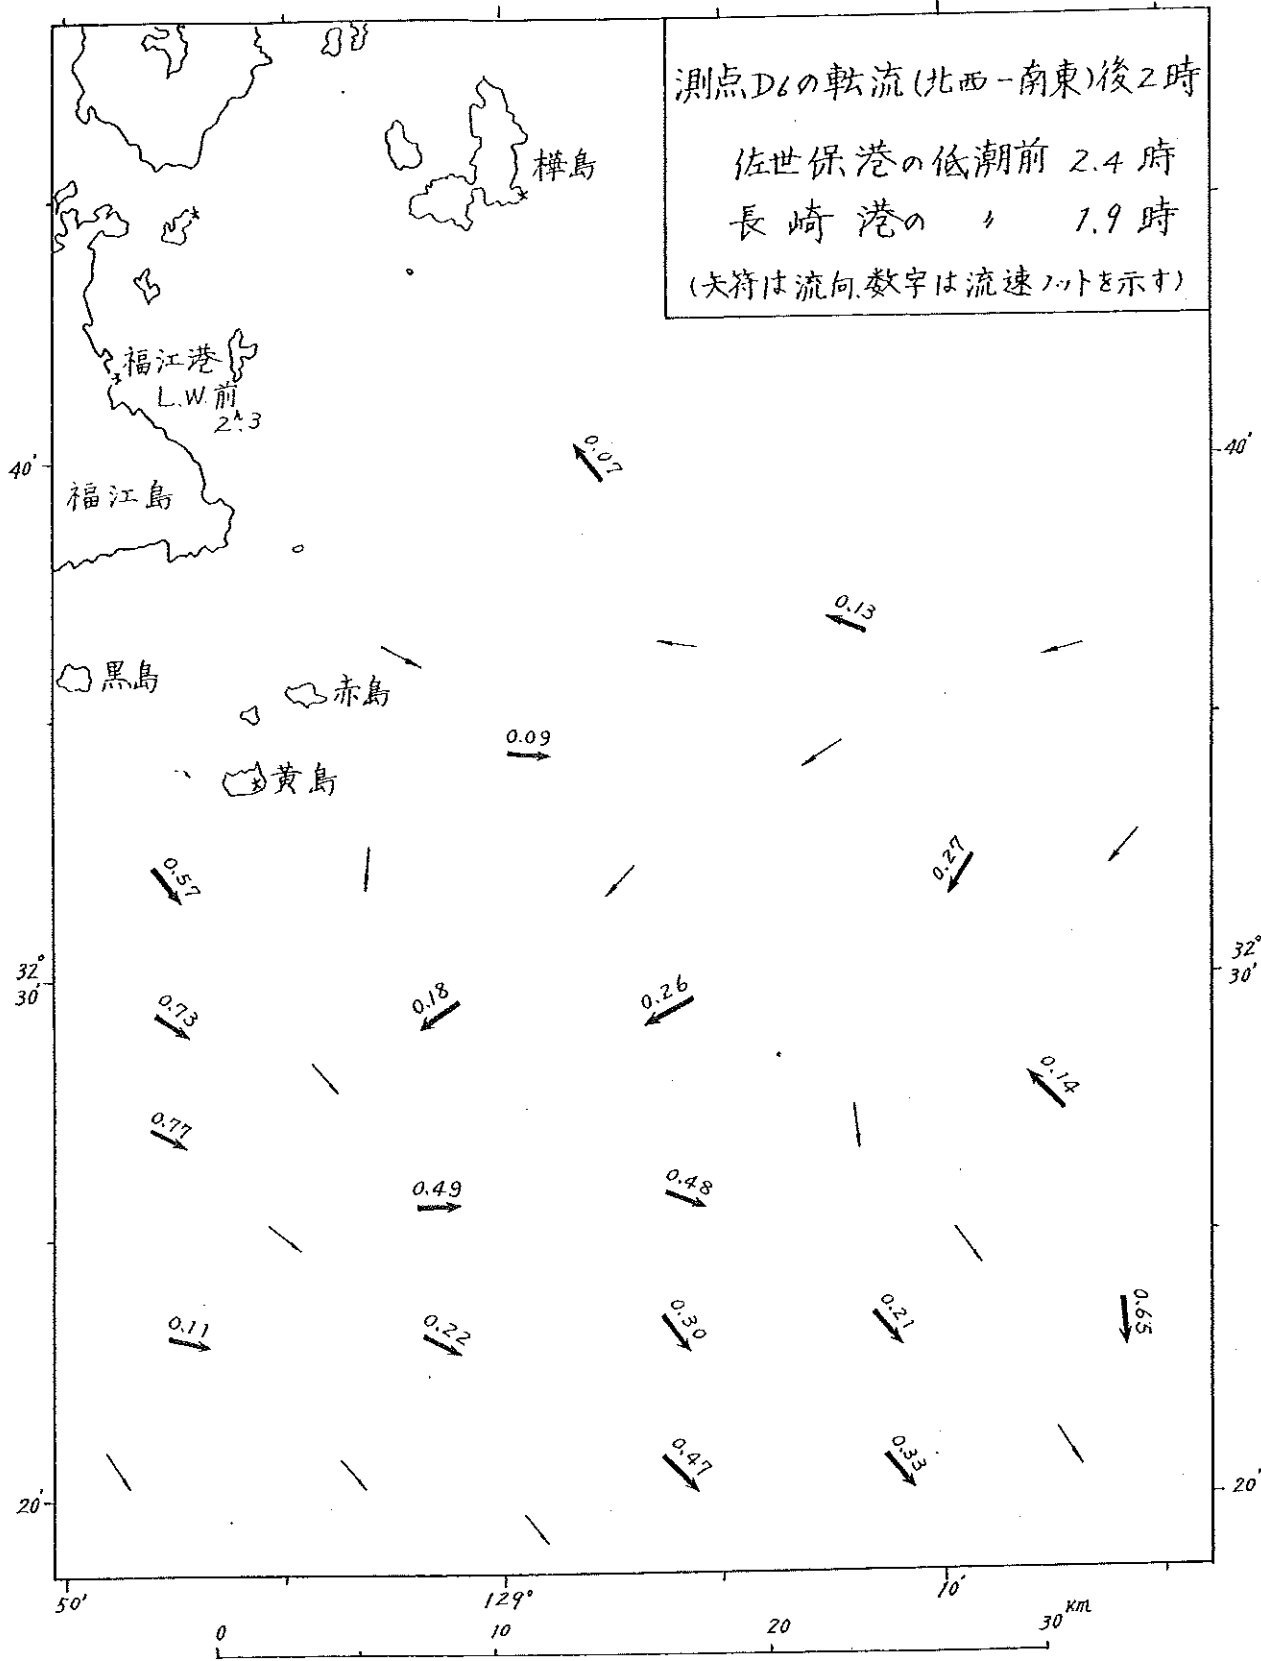 測点D6の転流(北西-南東)後2時
佐世保港の低潮前 2.4 時
長崎港の 〃 1.9 時
(矢符は流向.数字は流速ノットを示す)
樺島
福江港
L.W.前
2ʰ.3
40'
40'
福江島
0.07
0.13
黒島
赤島
0.09
黄島
0.57
0.27
32°
30'
32°
30'
0.73
0.18
0.26
0.14
0.77
0.49
0.48
0.11
0.22
0.30
0.21
0.65
0.47
0.33
20'
20'
50'
129°
10'
0
10
20
30 km